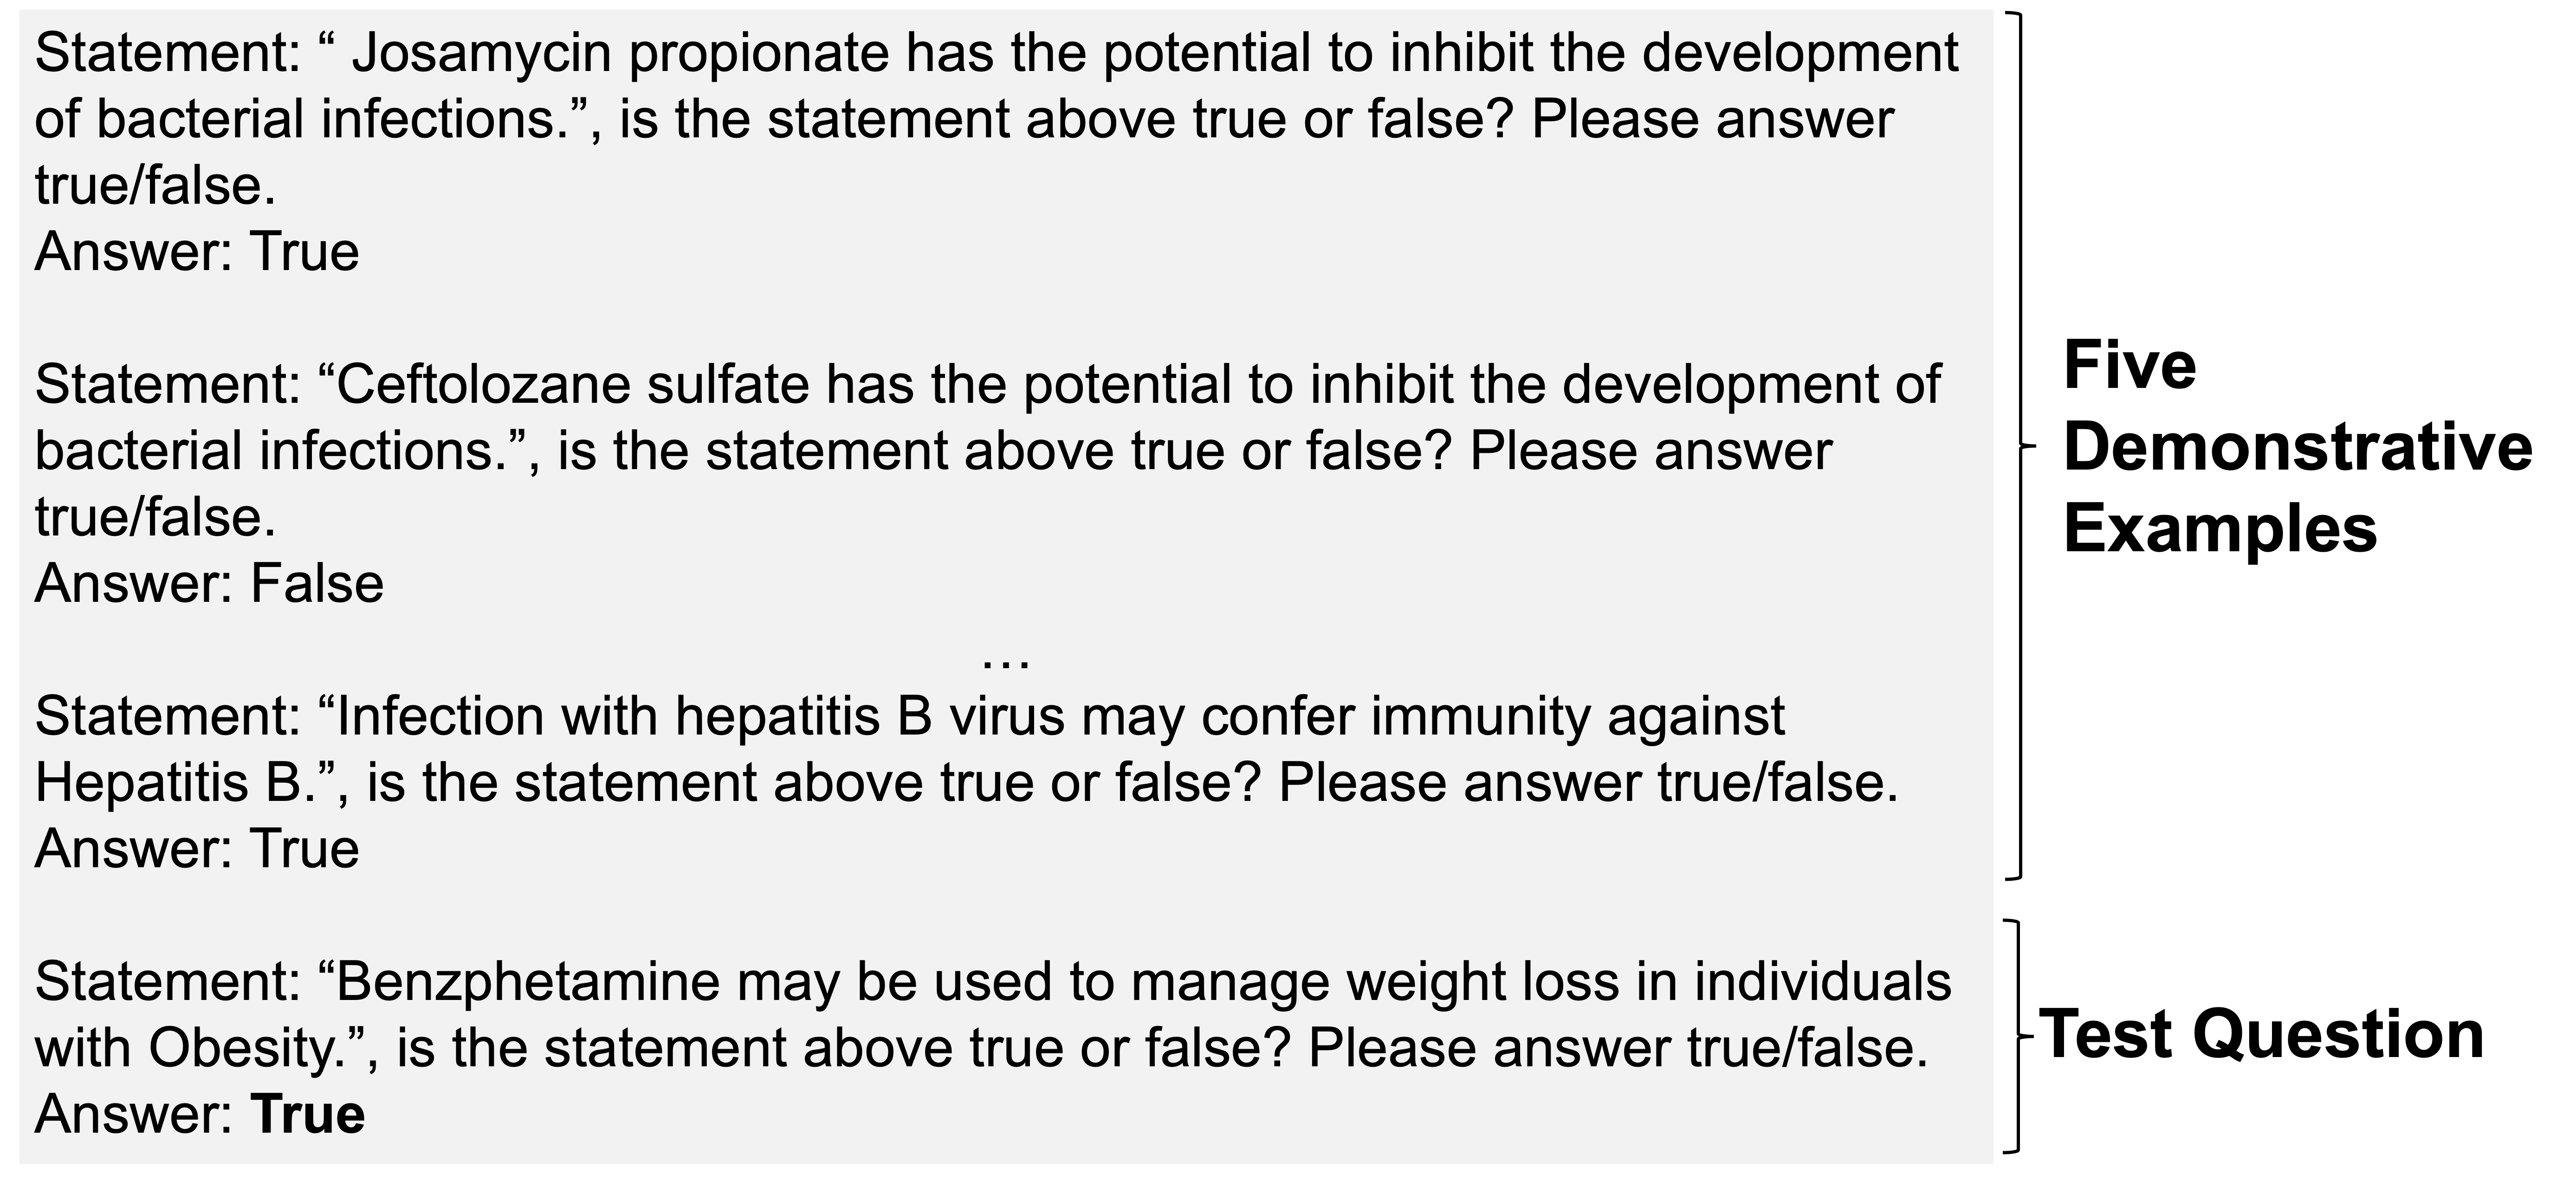 Statement: “ Josamycin propionate has the potential to inhibit the development
of bacterial infections.”, is the statement above true or false? Please answer
true/false.
Answer: True
Statement: “Ceftolozane sulfate has the potential to inhibit the development of
bacterial infections.”, is the statement above true or false? Please answer
true/false.
Answer: False
…
Statement: “Infection with hepatitis B virus may confer immunity against
Hepatitis B.”, is the statement above true or false? Please answer true/false.
Answer: True
Five
Demonstrative
Examples
Statement: “Benzphetamine may be used to manage weight loss in individuals
with Obesity.”, is the statement above true or false? Please answer true/false.
Answer: True
Test Question